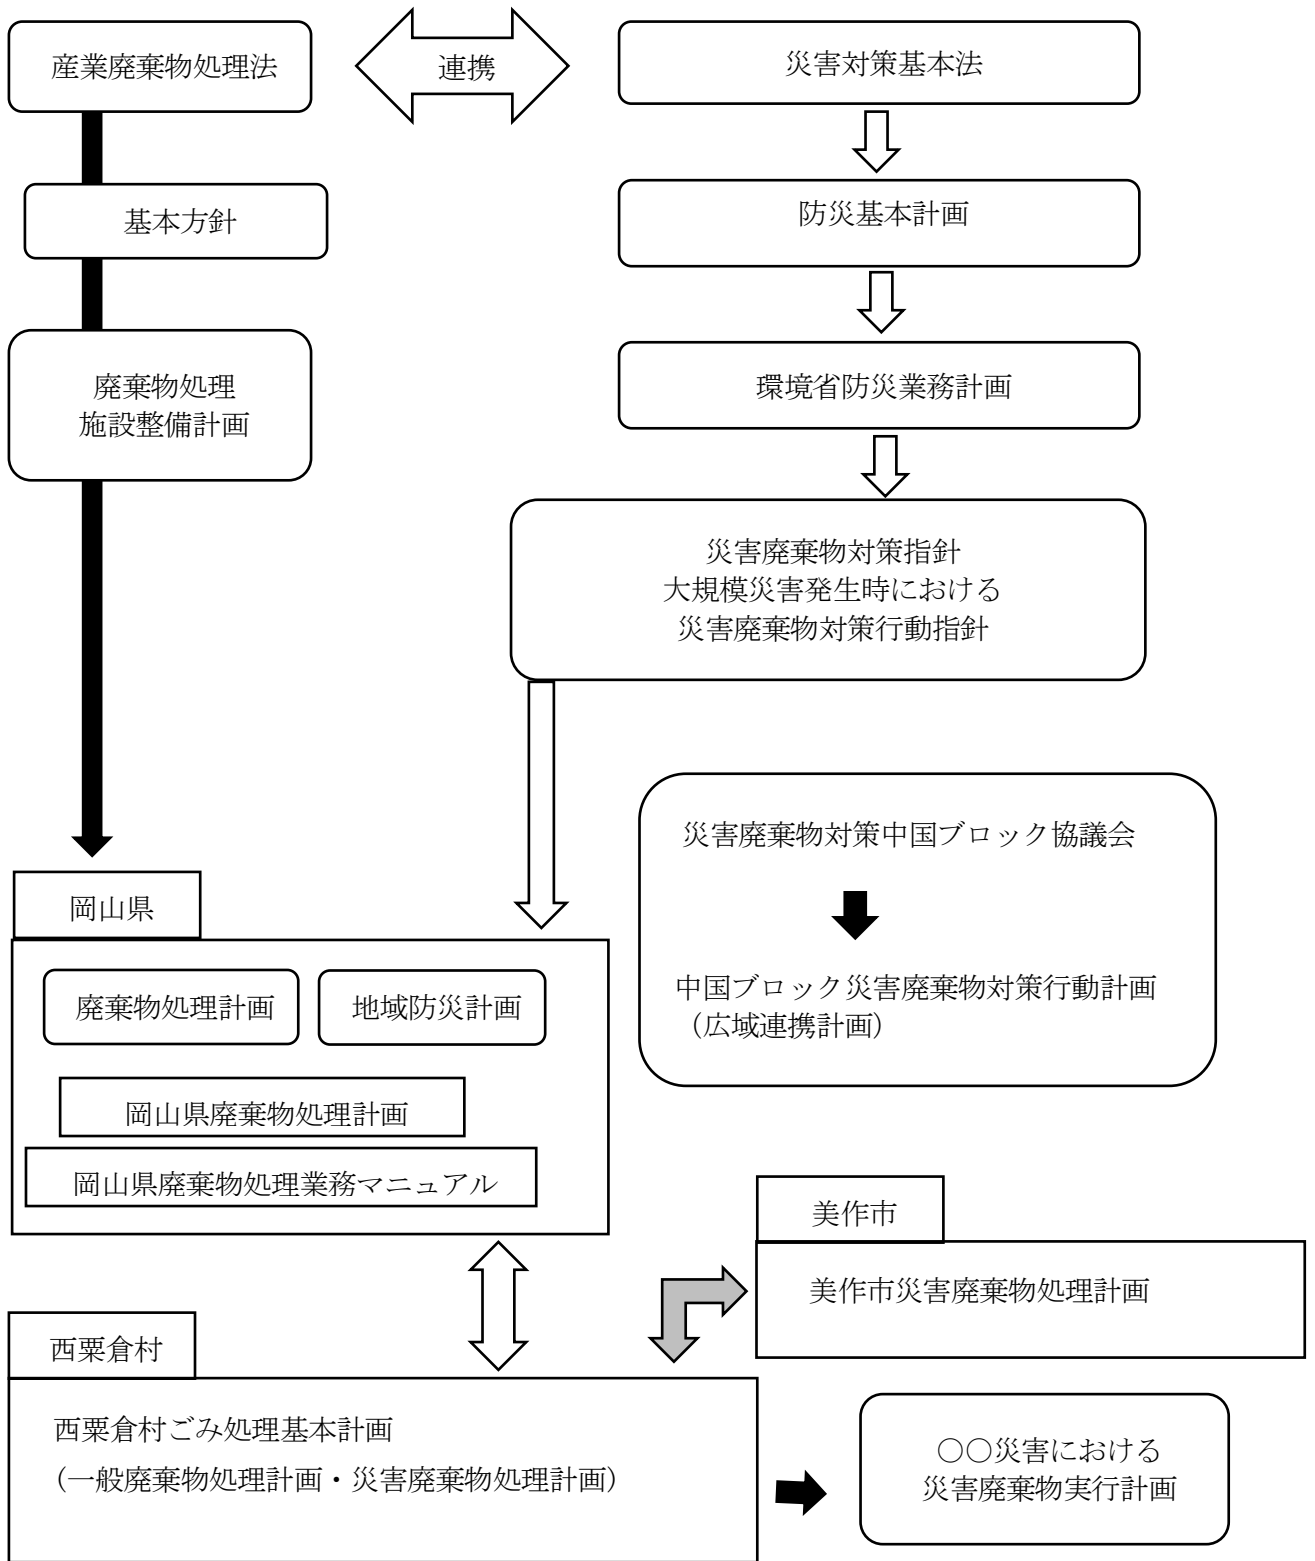 産業廃棄物処理法
連携
災害対策基本法
基本方針
防災基本計画
廃棄物処理
施設整備計画
環境省防災業務計画
災害廃棄物対策指針
大規模災害発生時における
災害廃棄物対策行動指針
災害廃棄物対策中国ブロック協議会
中国ブロック災害廃棄物対策行動計画
（広域連携計画）
岡山県
廃棄物処理計画
地域防災計画
岡山県廃棄物処理計画
岡山県廃棄物処理業務マニュアル
美作市
美作市災害廃棄物処理計画
西粟倉村
西粟倉村ごみ処理基本計画
（一般廃棄物処理計画・災害廃棄物処理計画）
〇〇災害における
災害廃棄物実行計画